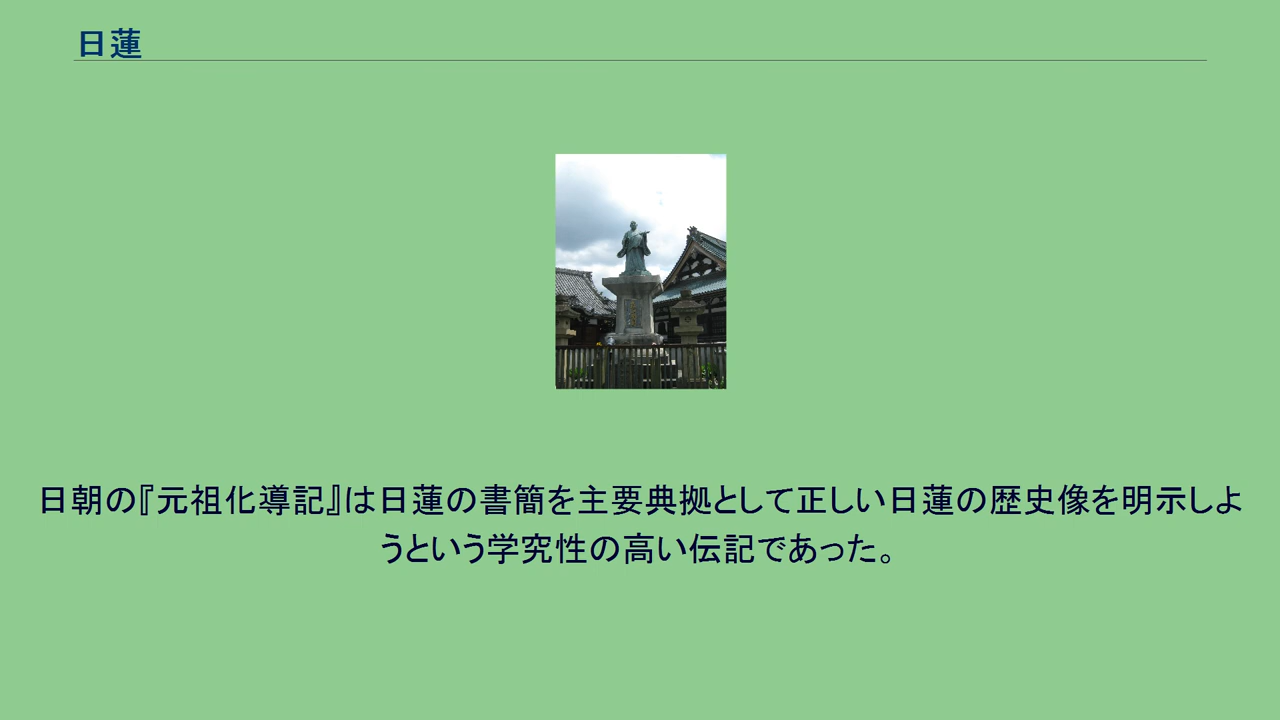 日蓮
日朝の『元祖化導記』は日蓮の書簡を主要典拠として正しい日蓮の歴史像を明示しよ
うという学究性の高い伝記であった。